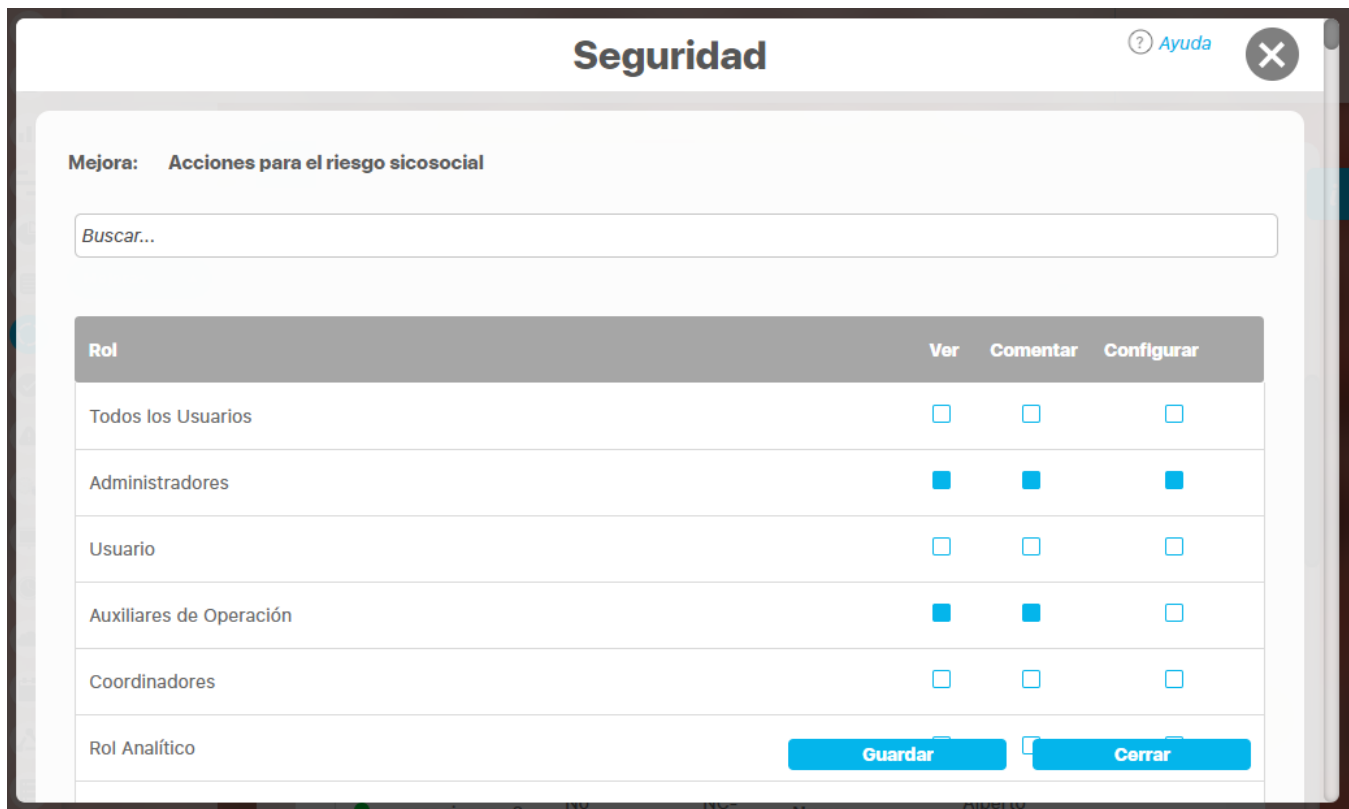 Seguridad
? Ayuda
Mejora: Acciones para el riesgo sicosocial
Buscar...
Rol Ver Comentar Configurar
Todos los Usuarios
Administradores
Usuario
Auxiliares de Operación
Coordinadores
Rol Analítico
Guardar Cerrar